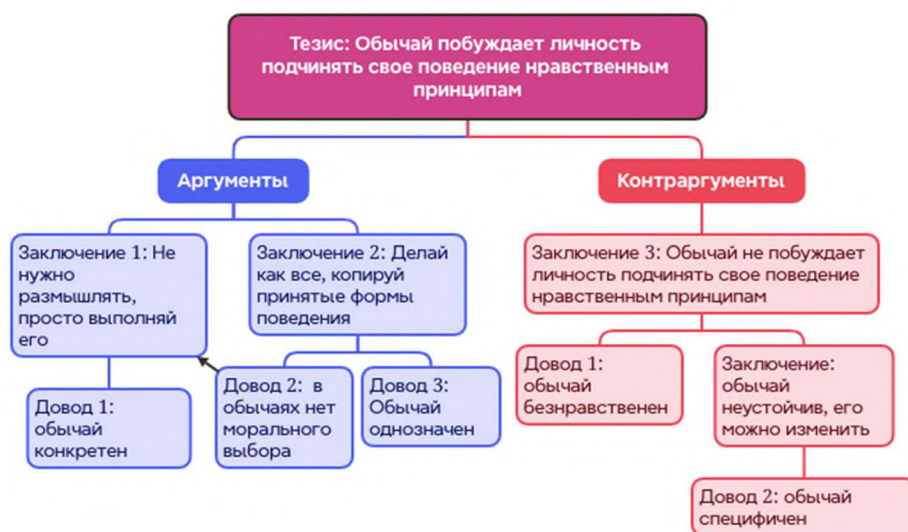 Тезис: Обычай побуждает личность
подчинять свое поведение нравственным
принципам
Аргументы
Контраргументы
Заключение 1: Не
нужно
размышлять,
просто выполняй
его
Заключение 2: Делай
как все, копируй
принятые формы
поведения
Заключение 3: Обычай не побуждает
личность подчинять свое поведение
нравственным принципам
Довод 1:
обычай
конкретен
Довод 2: в
обычаях нет
морального
выбора
Довод 3:
Обычай
однозначен
Довод 1:
обычай
безнравственен
Заключение:
обычай
неустойчив, его
можно изменить
Довод 2: обычай
специфичен